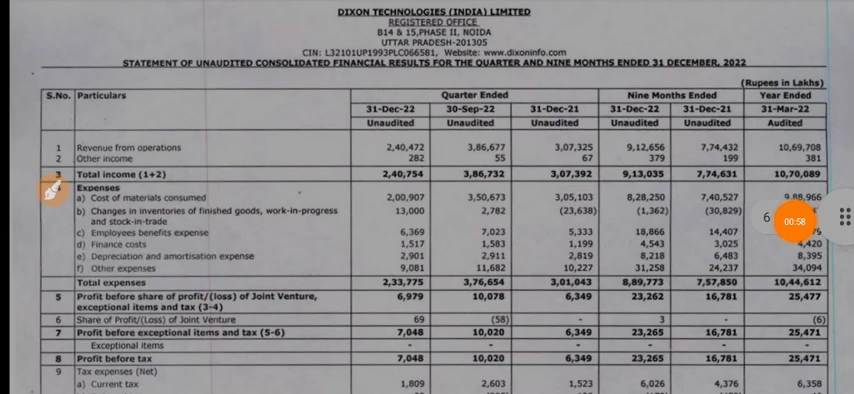 DIXON TECHNOLOGIES (INDIA) LIMITED
REGISTERED OFFICE
B14 & 15,PHASE II, NOIDA
UTTAR PRADESH-201305
CIN: L32101UP1993PLC066581, Website: www.dixoninfo.com
STATEMENT OF UNAUDITED CONSOLIDATED FINANCIAL RESULTS FOR THE QUARTER AND NINE MONTHS ENDED 31 DECEMBER, 2022
(Rupees in Lakhs)
S.No. Particulars Quarter Ended Nine Months Ended Year Ended
31-Dec-22 30-Sep-22 31-Dec-21 31-Dec-22 31-Dec-21 31-Mar-22
Unaudited Unaudited Unaudited Unaudited Unaudited Audited
1 Revenue from operations 2,40,472 3,86,677 3,07,325 9,12,656 7,74,432 10,69,708
2 Other income 282 55 67 379 199 381
3 Total income (1+2) 2,40,754 3,86,732 3,07,392 9,13,035 7,74,631 10,70,089
Expenses
a) Cost of materials consumed 2,00,907 3,50,673 3,05,103 8,28,250 7,40,527 9,88,966
b) Changes in inventories of finished goods, work-in-progress 13,000 2,782 (23,638) (1,362) (30,829)
and stock-in-trade
c) Employees benefits expense 6,369 7,023 5,333 18,866 14,407
d) Finance costs 1,517 1,583 1,199 4,543 3,025 4,420
e) Depreciation and amortisation expense 2,901 2,911 2,819 8,218 6,483 8,395
f) Other expenses 9,081 11,682 10,227 31,258 24,237 34,094
Total expenses 2,33,775 3,76,654 3,01,043 8,89,773 7,57,850 10,44,612
5 Profit before share of profit/(loss) of Joint Venture, 6,979 10,078 6,349 23,262 16,781 25,477
exceptional items and tax (3-4)
6 Share of Profit/(Loss) of Joint Venture 69 (58) - 3 - (6)
7 Profit before exceptional items and tax (5-6) 7,048 10,020 6,349 23,265 16,781 25,471
Exceptional items - - - - - -
8 Profit before tax 7,048 10,020 6,349 23,265 16,781 25,471
9 Tax expenses (Net)
a) Current tax 1,809 2,603 1,523 6,026 4,376 6,358
6
00:58